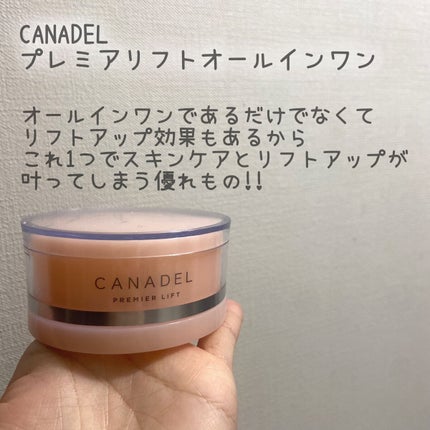 CANADEL
プレミアリフトオールインワン
オールインワンであるだけでなくて
リフトアップ効果もあるから
これ1つでスキンケアとリフトアップが
叶ってしまう優れもの!!
CANADEL
PREMIER LIFT